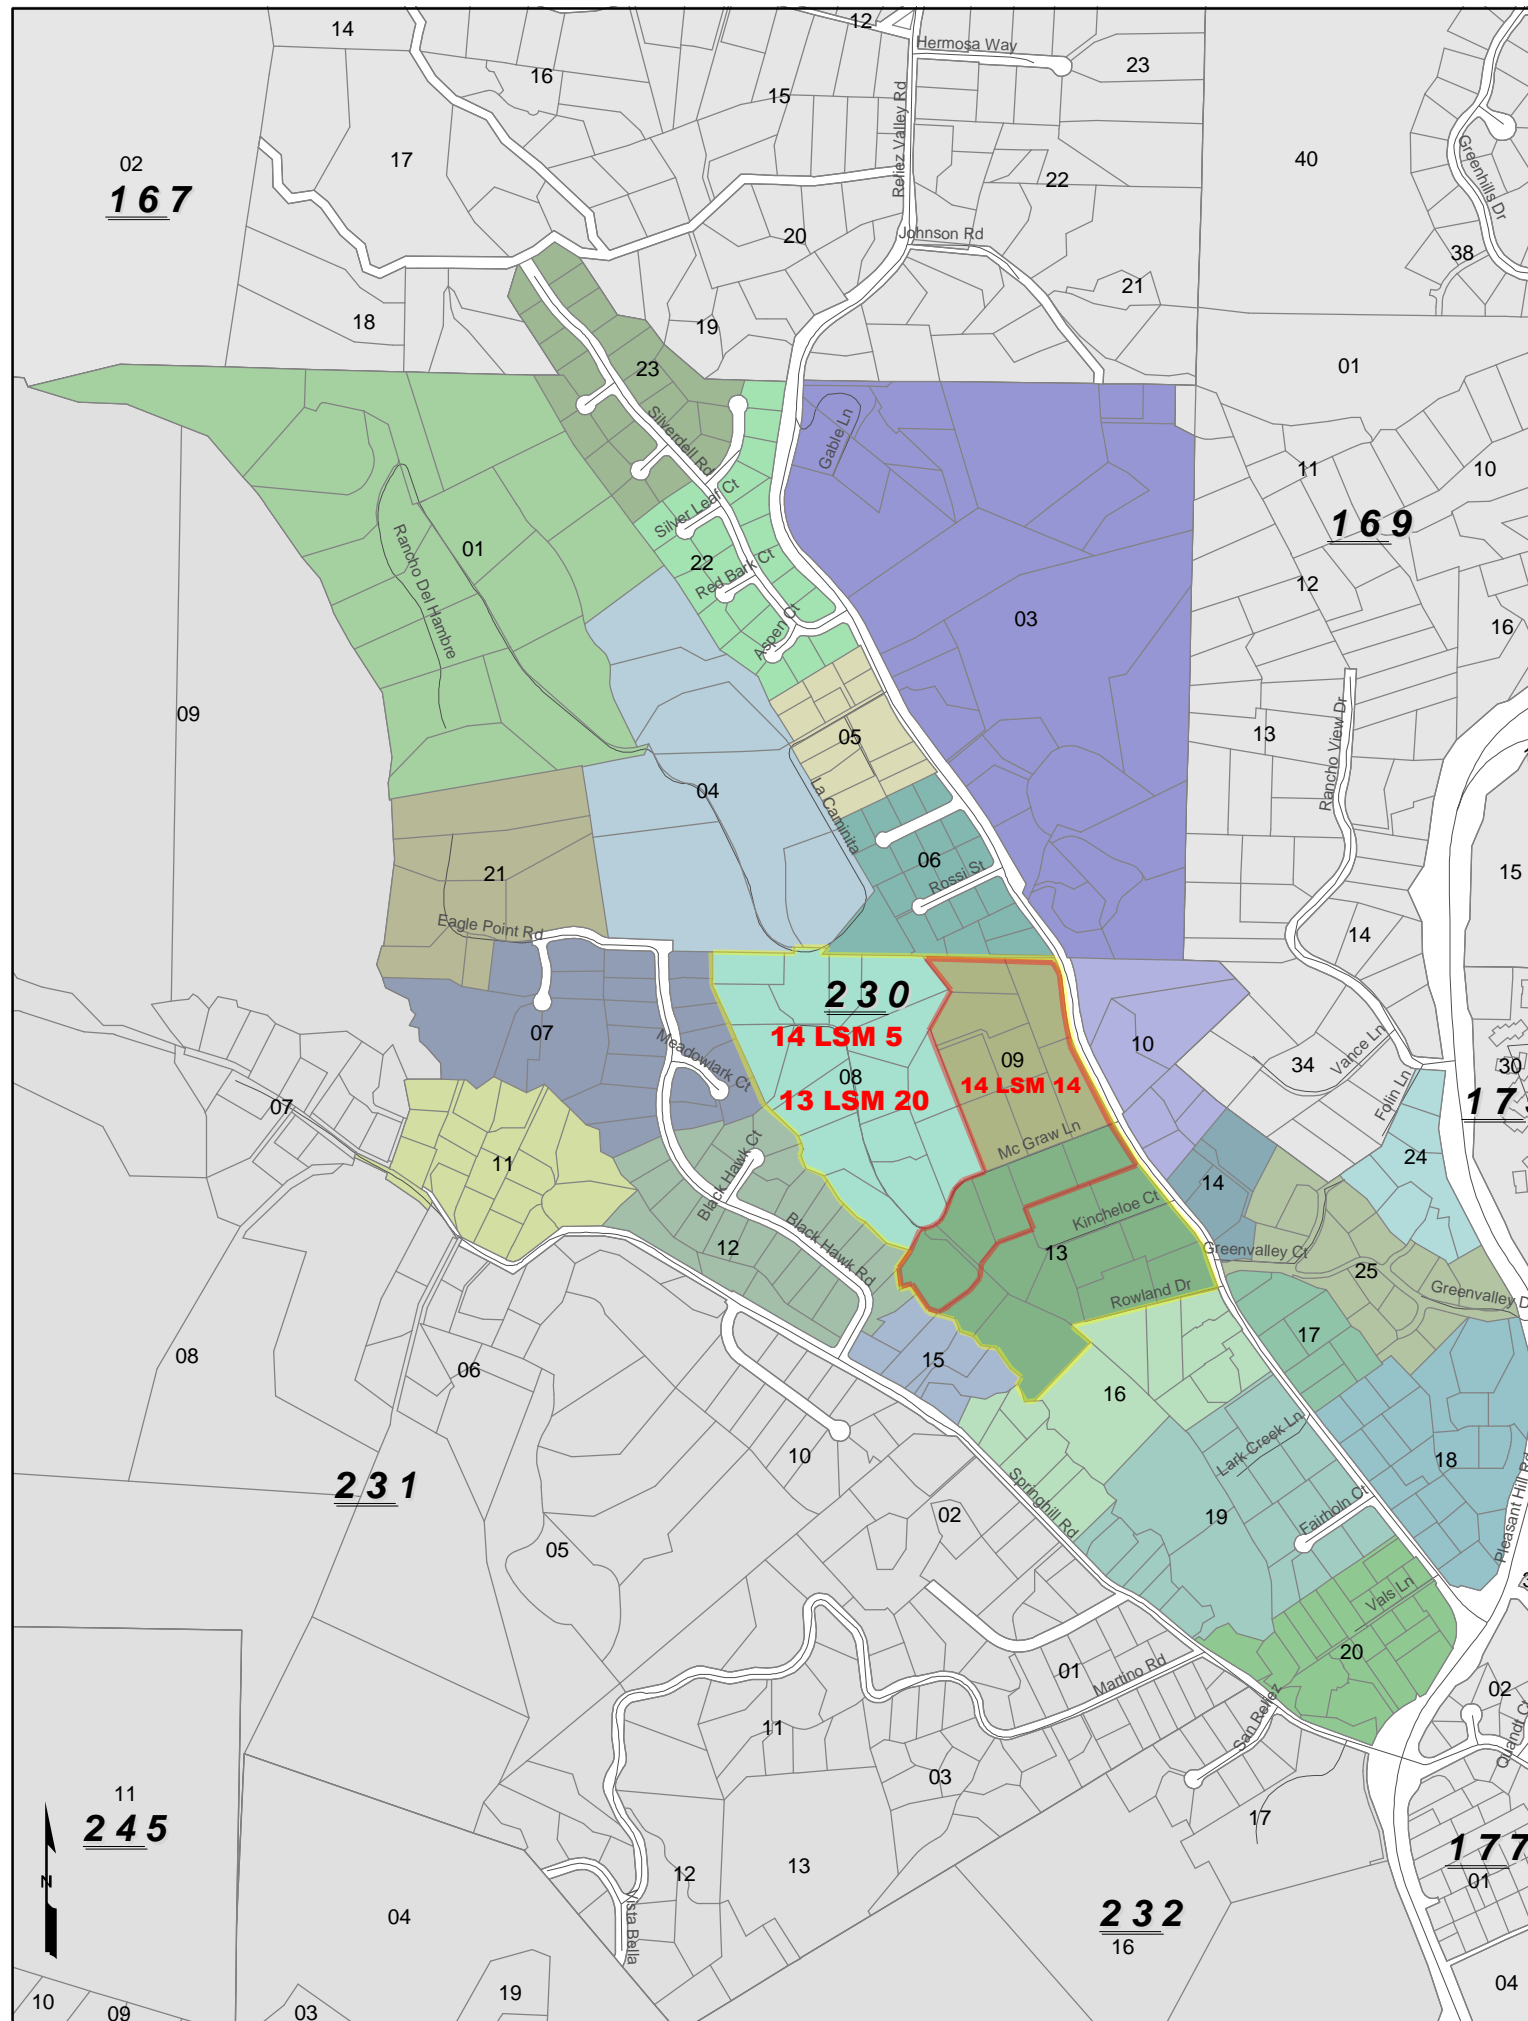 14
12
Hermosa Way
23
16
15
Reliez Valley Rd
02
167
17
40
Greenhills Dr
22
20
Johnson Rd
38
21
18
19
23
01
Silverdell Rd
Gable Ln
11
10
Silver Leaf Ct
169
Rancho Del Hambre
01
22
Red Bark Ct
12
Aspen Ct
03
16
09
05
13
Rancho View Dr
04
La Caminita
06
Rossi St
15
21
Eagle Point Rd
14
230
07
14 LSM 5
Meadowlark Ct
10
09
34
Vance Ln
30
08
14 LSM 14
13 LSM 20
Folin Ln
07
Mc Graw Ln
11
24
Black Hawk Ct
14
Kincheloe Ct
Black Hawk Rd
12
13
Greenvalley Ct
25
Rowland Dr
Greenvalley D
17
08
06
15
16
Lark Creek Ln
10
18
231
Springhill Rd
02
19
Fairholn Ct
Pleasant Hill Rd
05
Vals Ln
20
01
Martino Rd
02
San Reliez
11
Quandt Ct
03
11
245
17
177
01
12
13
N
04
Vista Bella
232
16
04
10
09
03
19